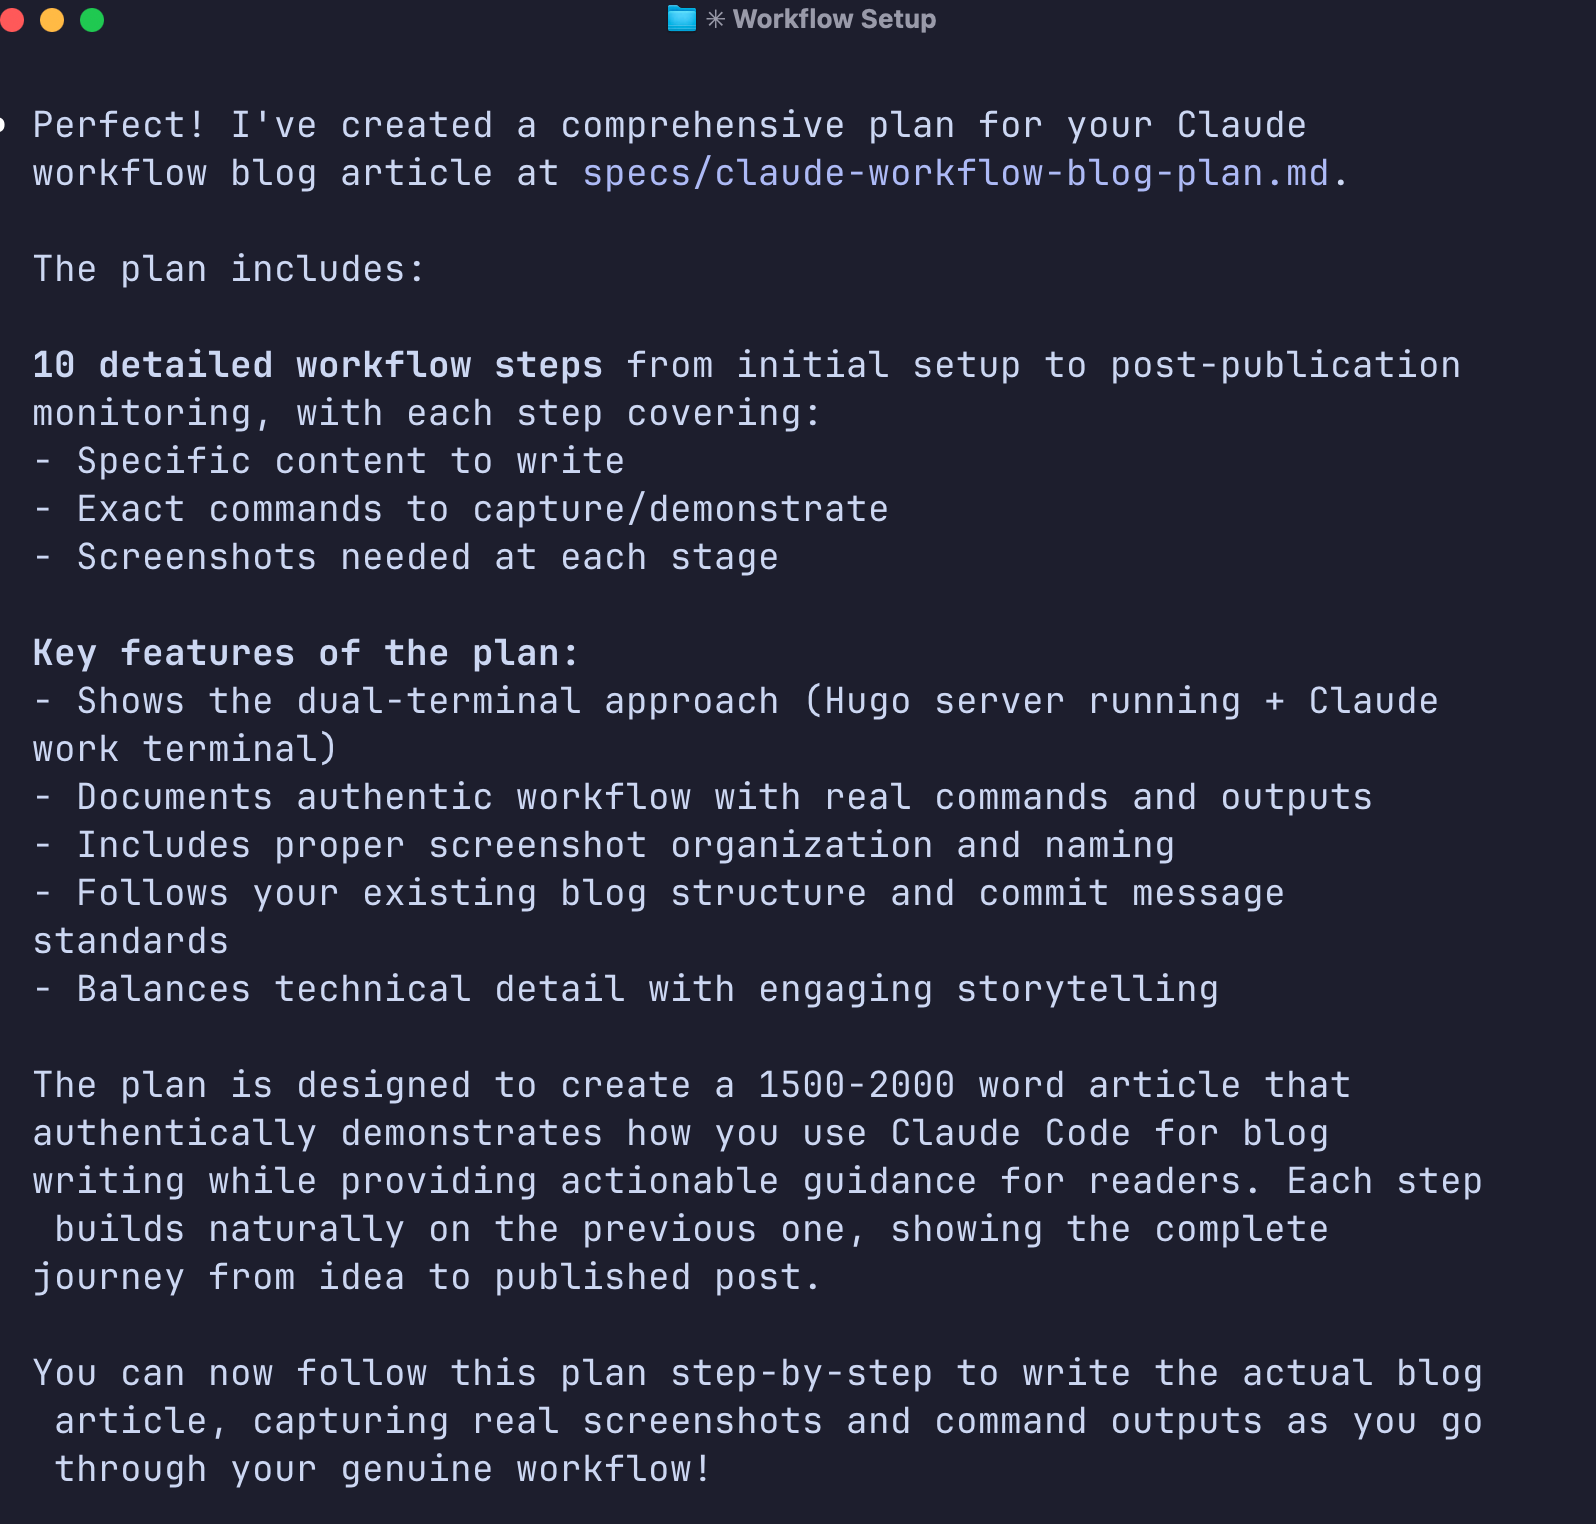 ✳ Workflow Setup
Perfect! I've created a comprehensive plan for your Claude
workflow blog article at specs/claude-workflow-blog-plan.md.
The plan includes:
10 detailed workflow steps from initial setup to post-publication
monitoring, with each step covering:
- Specific content to write
- Exact commands to capture/demonstrate
- Screenshots needed at each stage
Key features of the plan:
- Shows the dual-terminal approach (Hugo server running + Claude
work terminal)
- Documents authentic workflow with real commands and outputs
- Includes proper screenshot organization and naming
- Follows your existing blog structure and commit message
standards
- Balances technical detail with engaging storytelling
The plan is designed to create a 1500-2000 word article that
authentically demonstrates how you use Claude Code for blog
writing while providing actionable guidance for readers. Each step
builds naturally on the previous one, showing the complete
journey from idea to published post.
You can now follow this plan step-by-step to write the actual blog
article, capturing real screenshots and command outputs as you go
through your genuine workflow!